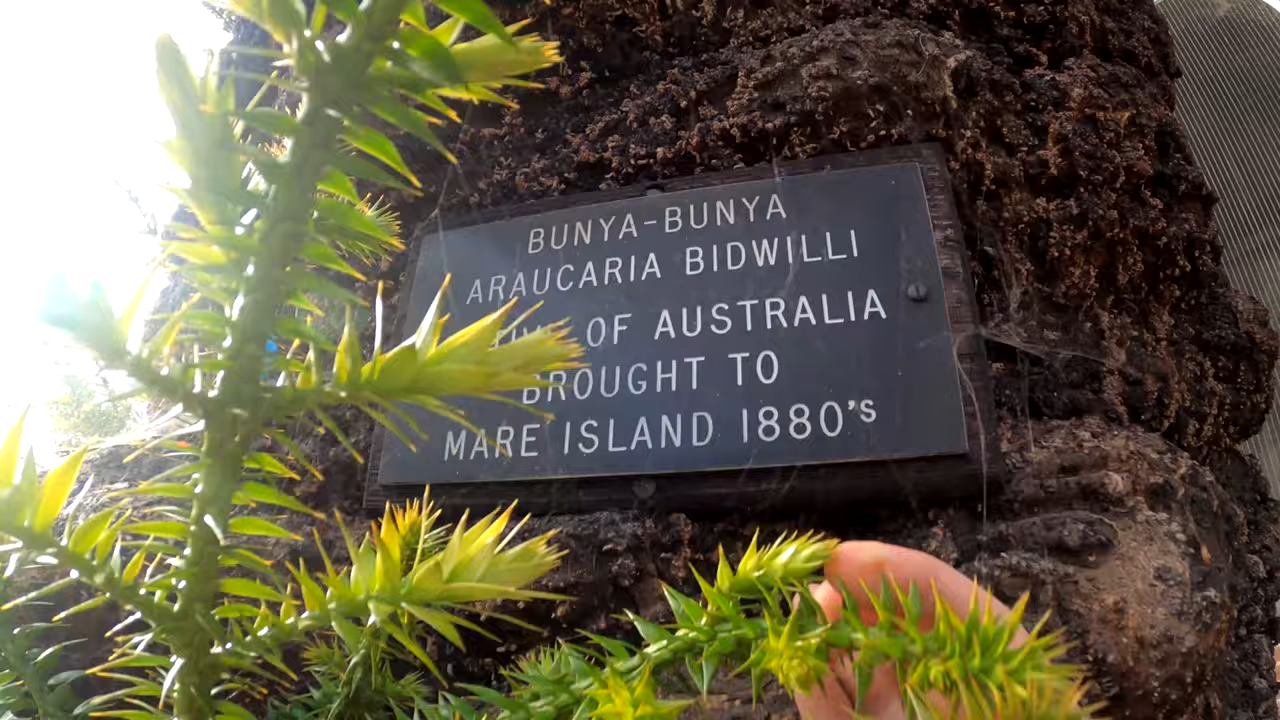 BUNYA-BUNYA
ARAUCARIA BIDWILLI
OF AUSTRALIA
BROUGHT TO
MARE ISLAND 1880's